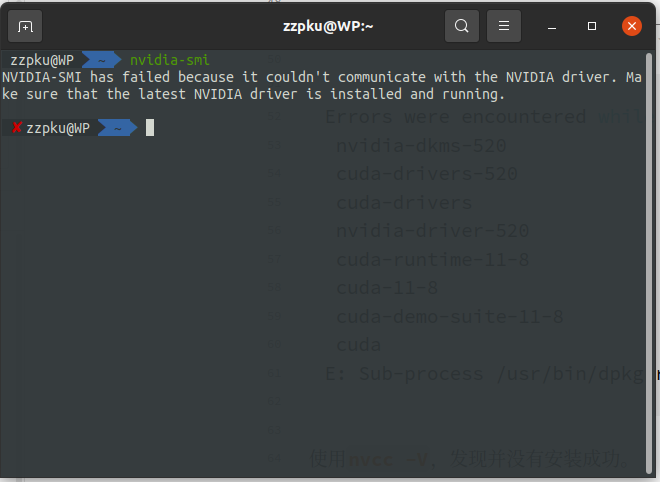 zzpku@WP:~
zzpku@WP ~ nvidia-smi
NVIDIA-SMI has failed because it couldn't communicate with the NVIDIA driver. Ma
ke sure that the latest NVIDIA driver is installed and running.
✘ zzpku@WP ~
Errors were encountered
nvidia-dkms-520
cuda-drivers-520
cuda-drivers
nvidia-driver-520
cuda-runtime-11-8
cuda-11-8
cuda-demo-suite-11-8
cuda
E: Sub-process /usr/bin/dpkg r
使用nvcc -V，发现并没有安装成功